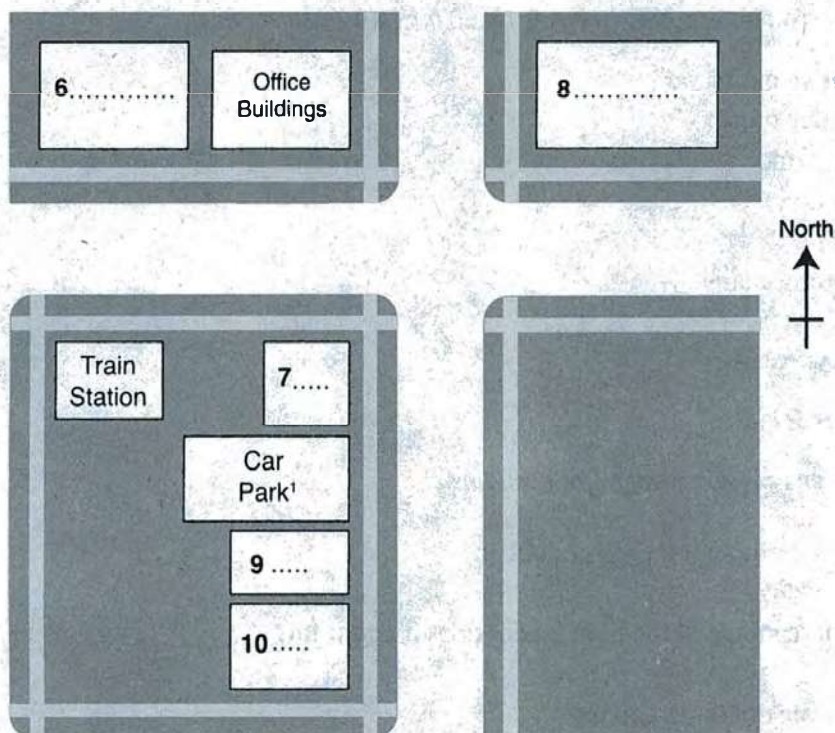 6.............
Office
Buildings
8.............
North
Train
Station
7.....
Car
Park¹
9.....
10.....